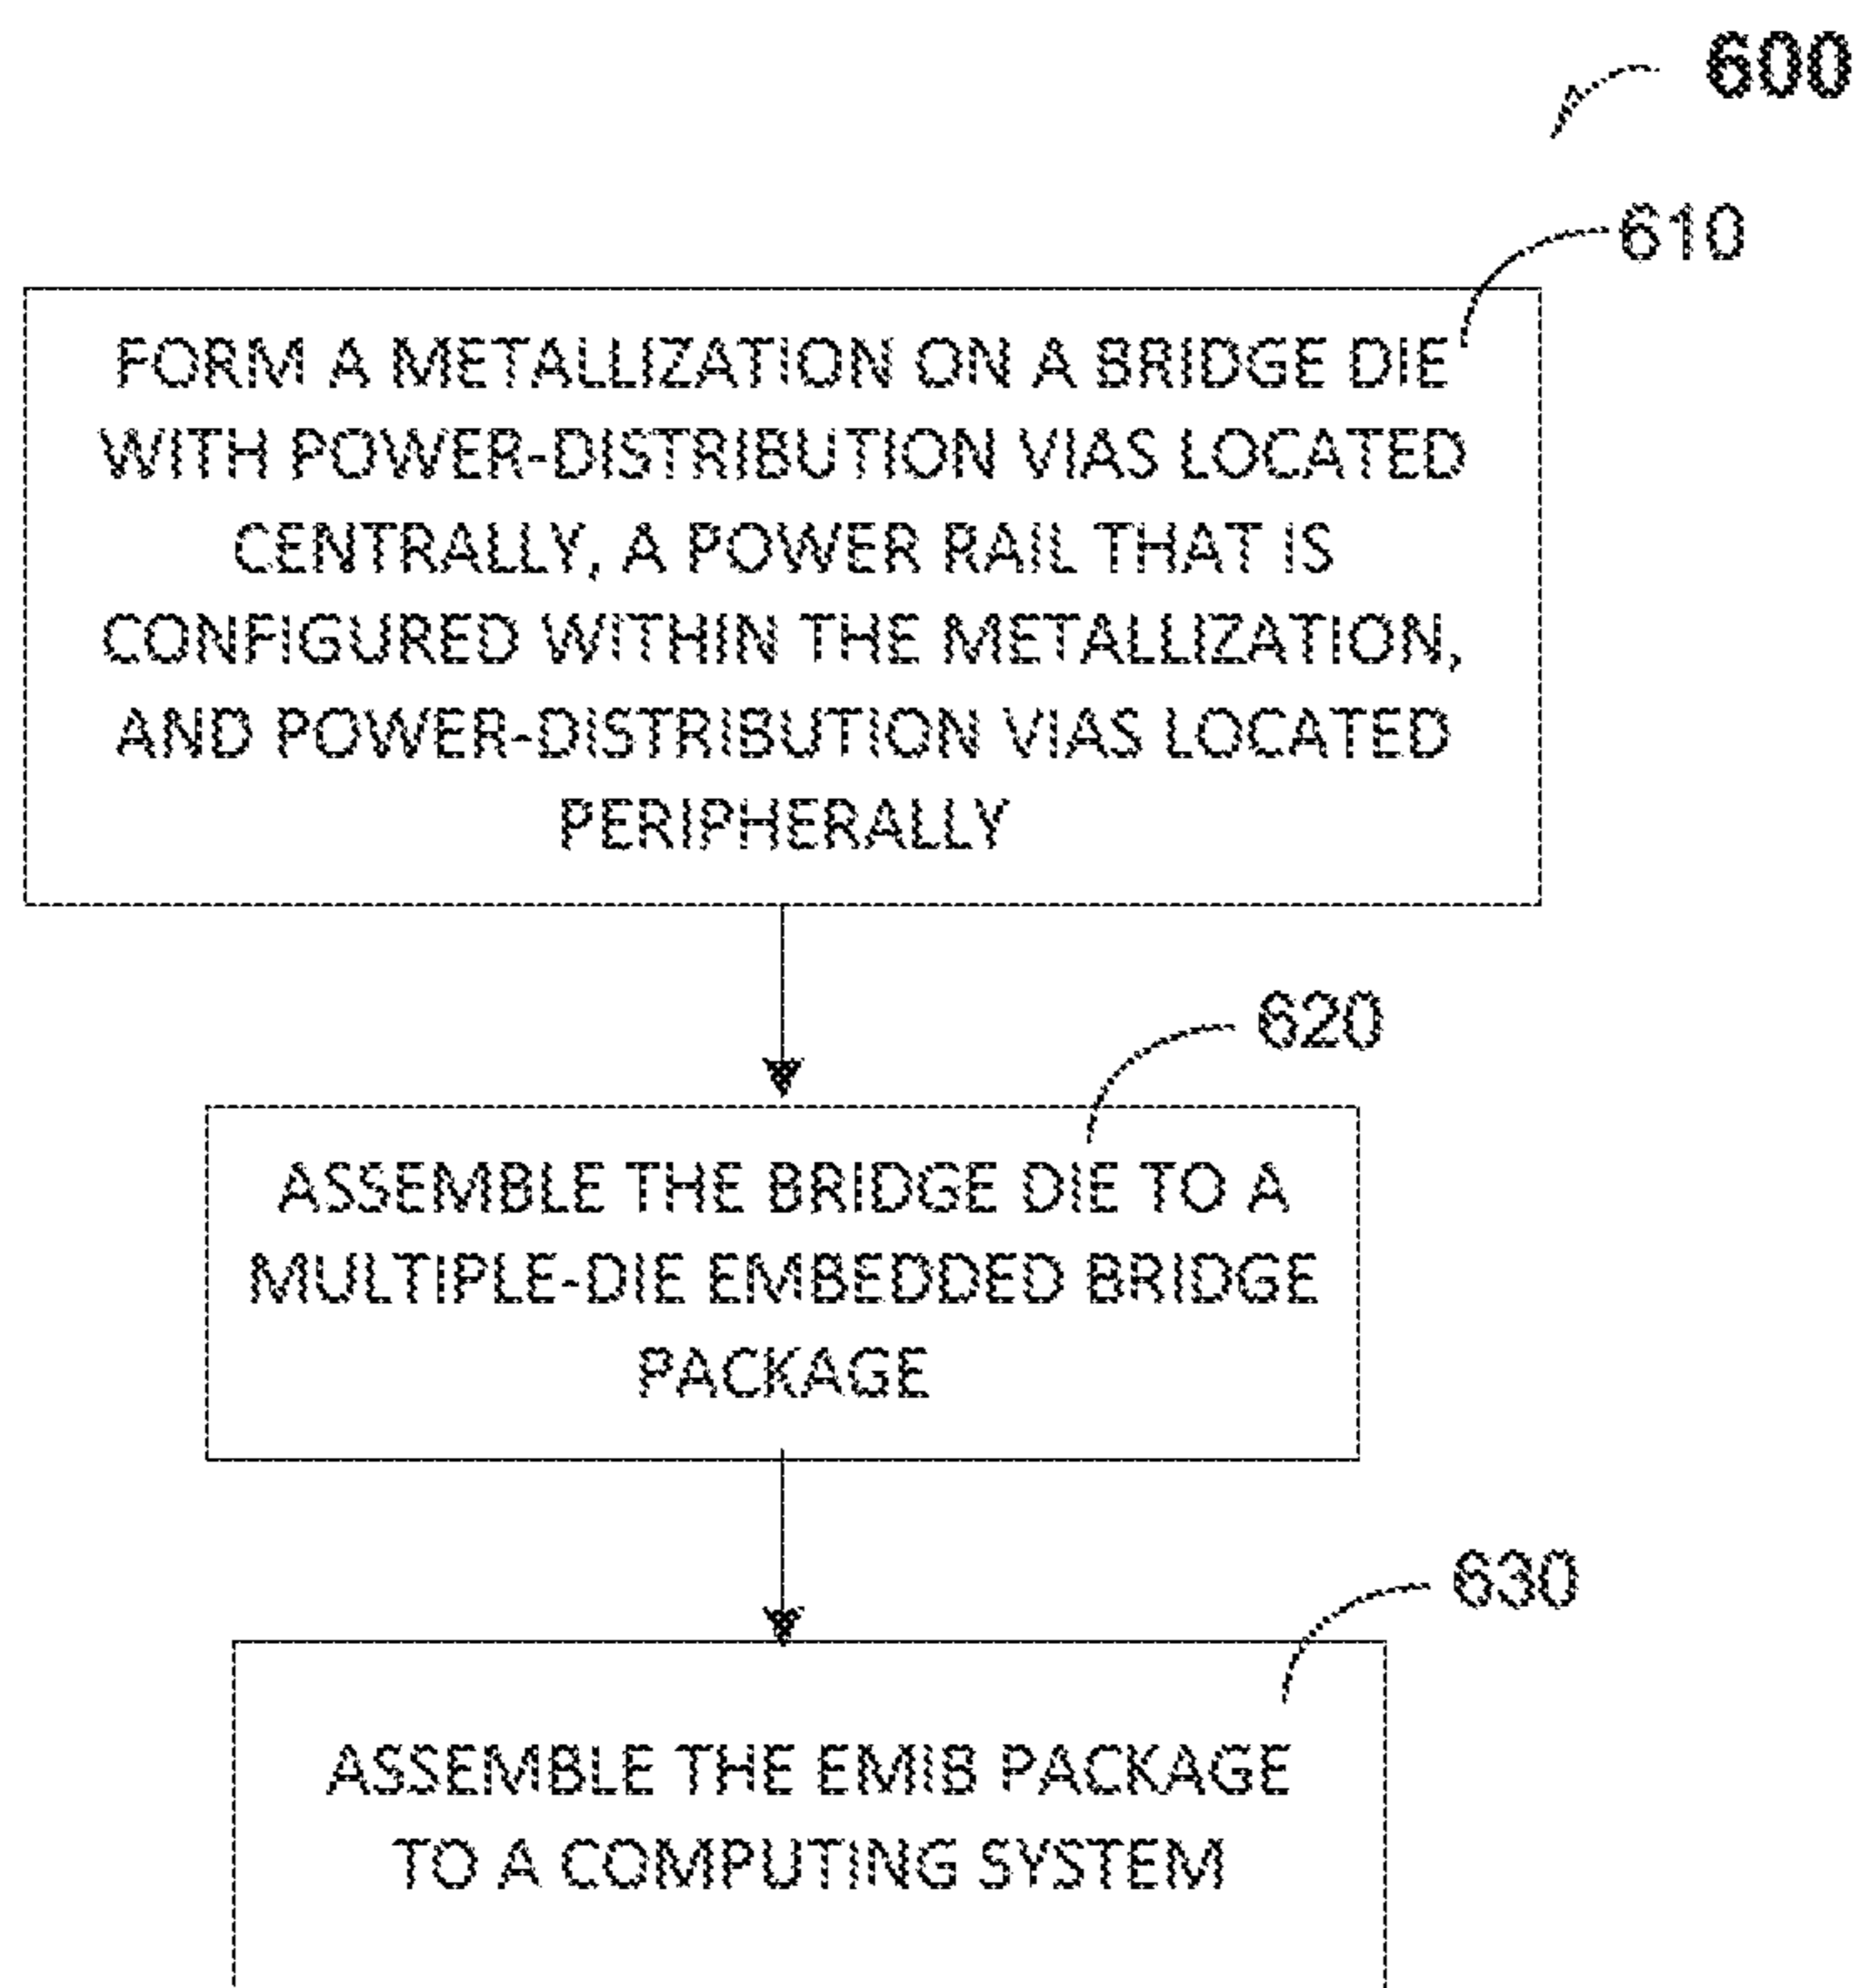 600
610
FORM A METALLIZATION ON A BRIDGE DIE
WITH POWER-DISTRIBUTION VIAS LOCATED
CENTRALLY, A POWER RAIL THAT IS
CONFIGURED WITHIN THE METALLIZATION,
AND POWER-DISTRIBUTION VIAS LOCATED
PERIPHERALLY
620
ASSEMBLE THE BRIDGE DIE TO A
MULTIPLE-DIE EMBEDDED BRIDGE
PACKAGE
630
ASSEMBLE THE EMIB PACKAGE
TO A COMPUTING SYSTEM